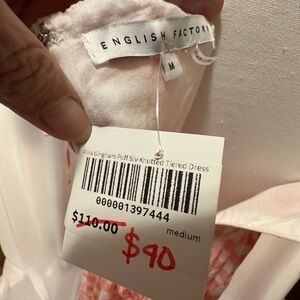 ENGLISH FACTORY
M
Pink Gingham Puff Slv Knotted Tiered Dress
000001397444
$110.00
medium
$90